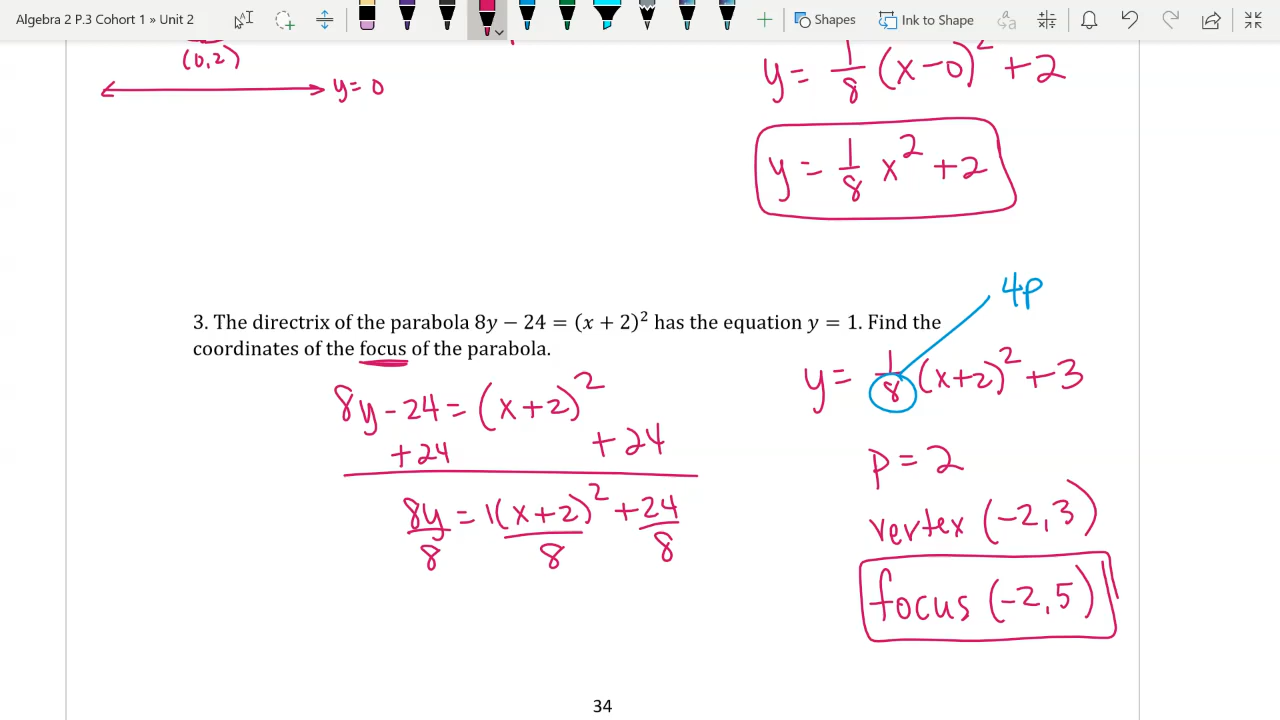 Algebra 2 P.3 Cohort 1 » Unit 2
Shapes
Ink to Shape
(0,2)
y=0
y= 1/8 (x-0)² +2
y= 1/8 x² +2
3. The directrix of the parabola 8y − 24 = (x + 2)² has the equation y = 1. Find the
coordinates of the focus of the parabola.
4p
8y-24=(x+2)²
+24 +24
8y/8 = 1(x+2)²/8 + 24/8
y= 1/8 (x+2)² +3
p=2
vertex (-2,3)
focus (-2,5)
34